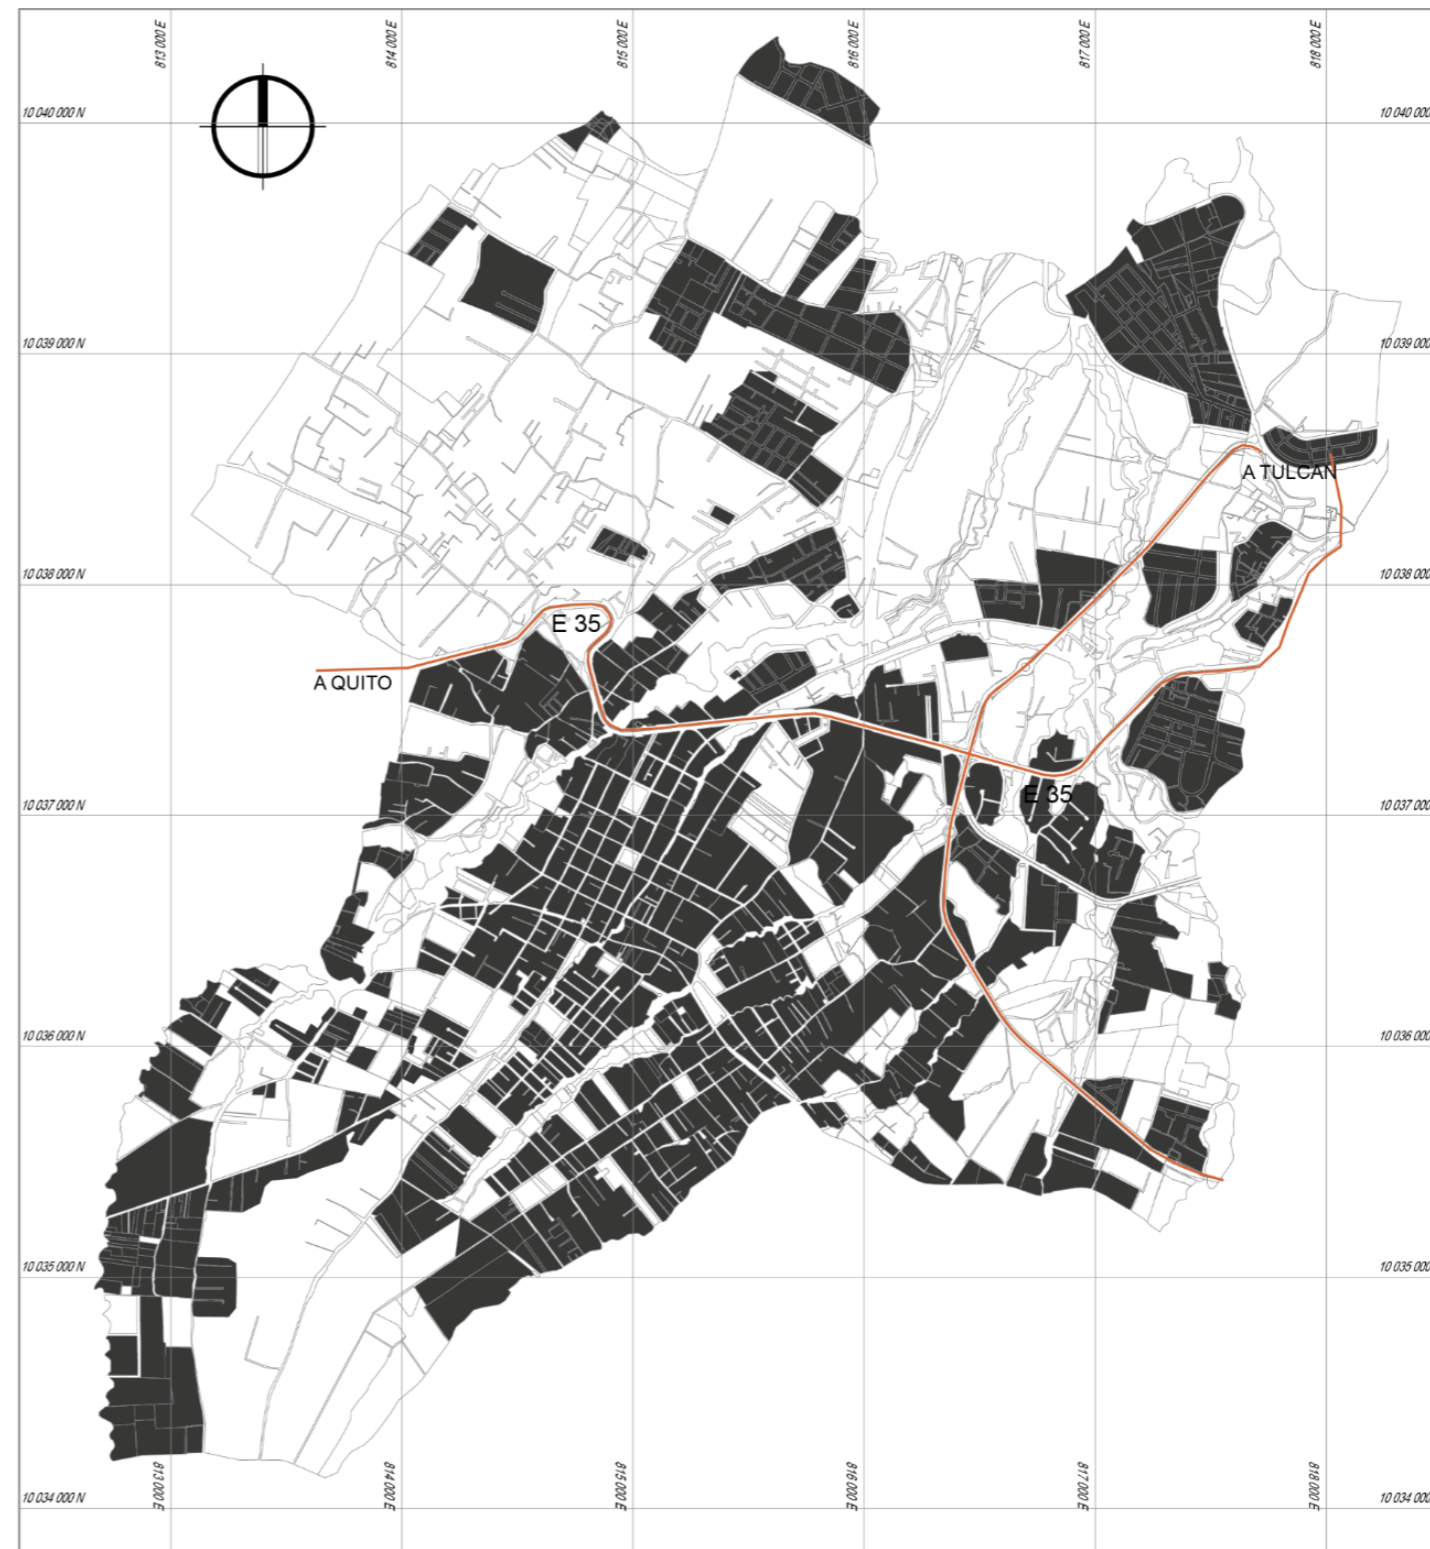 813 000 E
814 000 E
815 000 E
816 000 E
817 000 E
818 000 E
10 040 000 N
10 040 000
10 039 000 N
10 039 000
A TULCAN
10 038 000 N
10 038 000
E 35
A QUITO
E 35
10 037 000 N
10 037 000
10 036 000 N
10 036 000
10 035 000 N
10 035 000
10 034 000 N
10 034 000
813 000 E
814 000 E
815 000 E
816 000 E
817 000 E
818 000 E